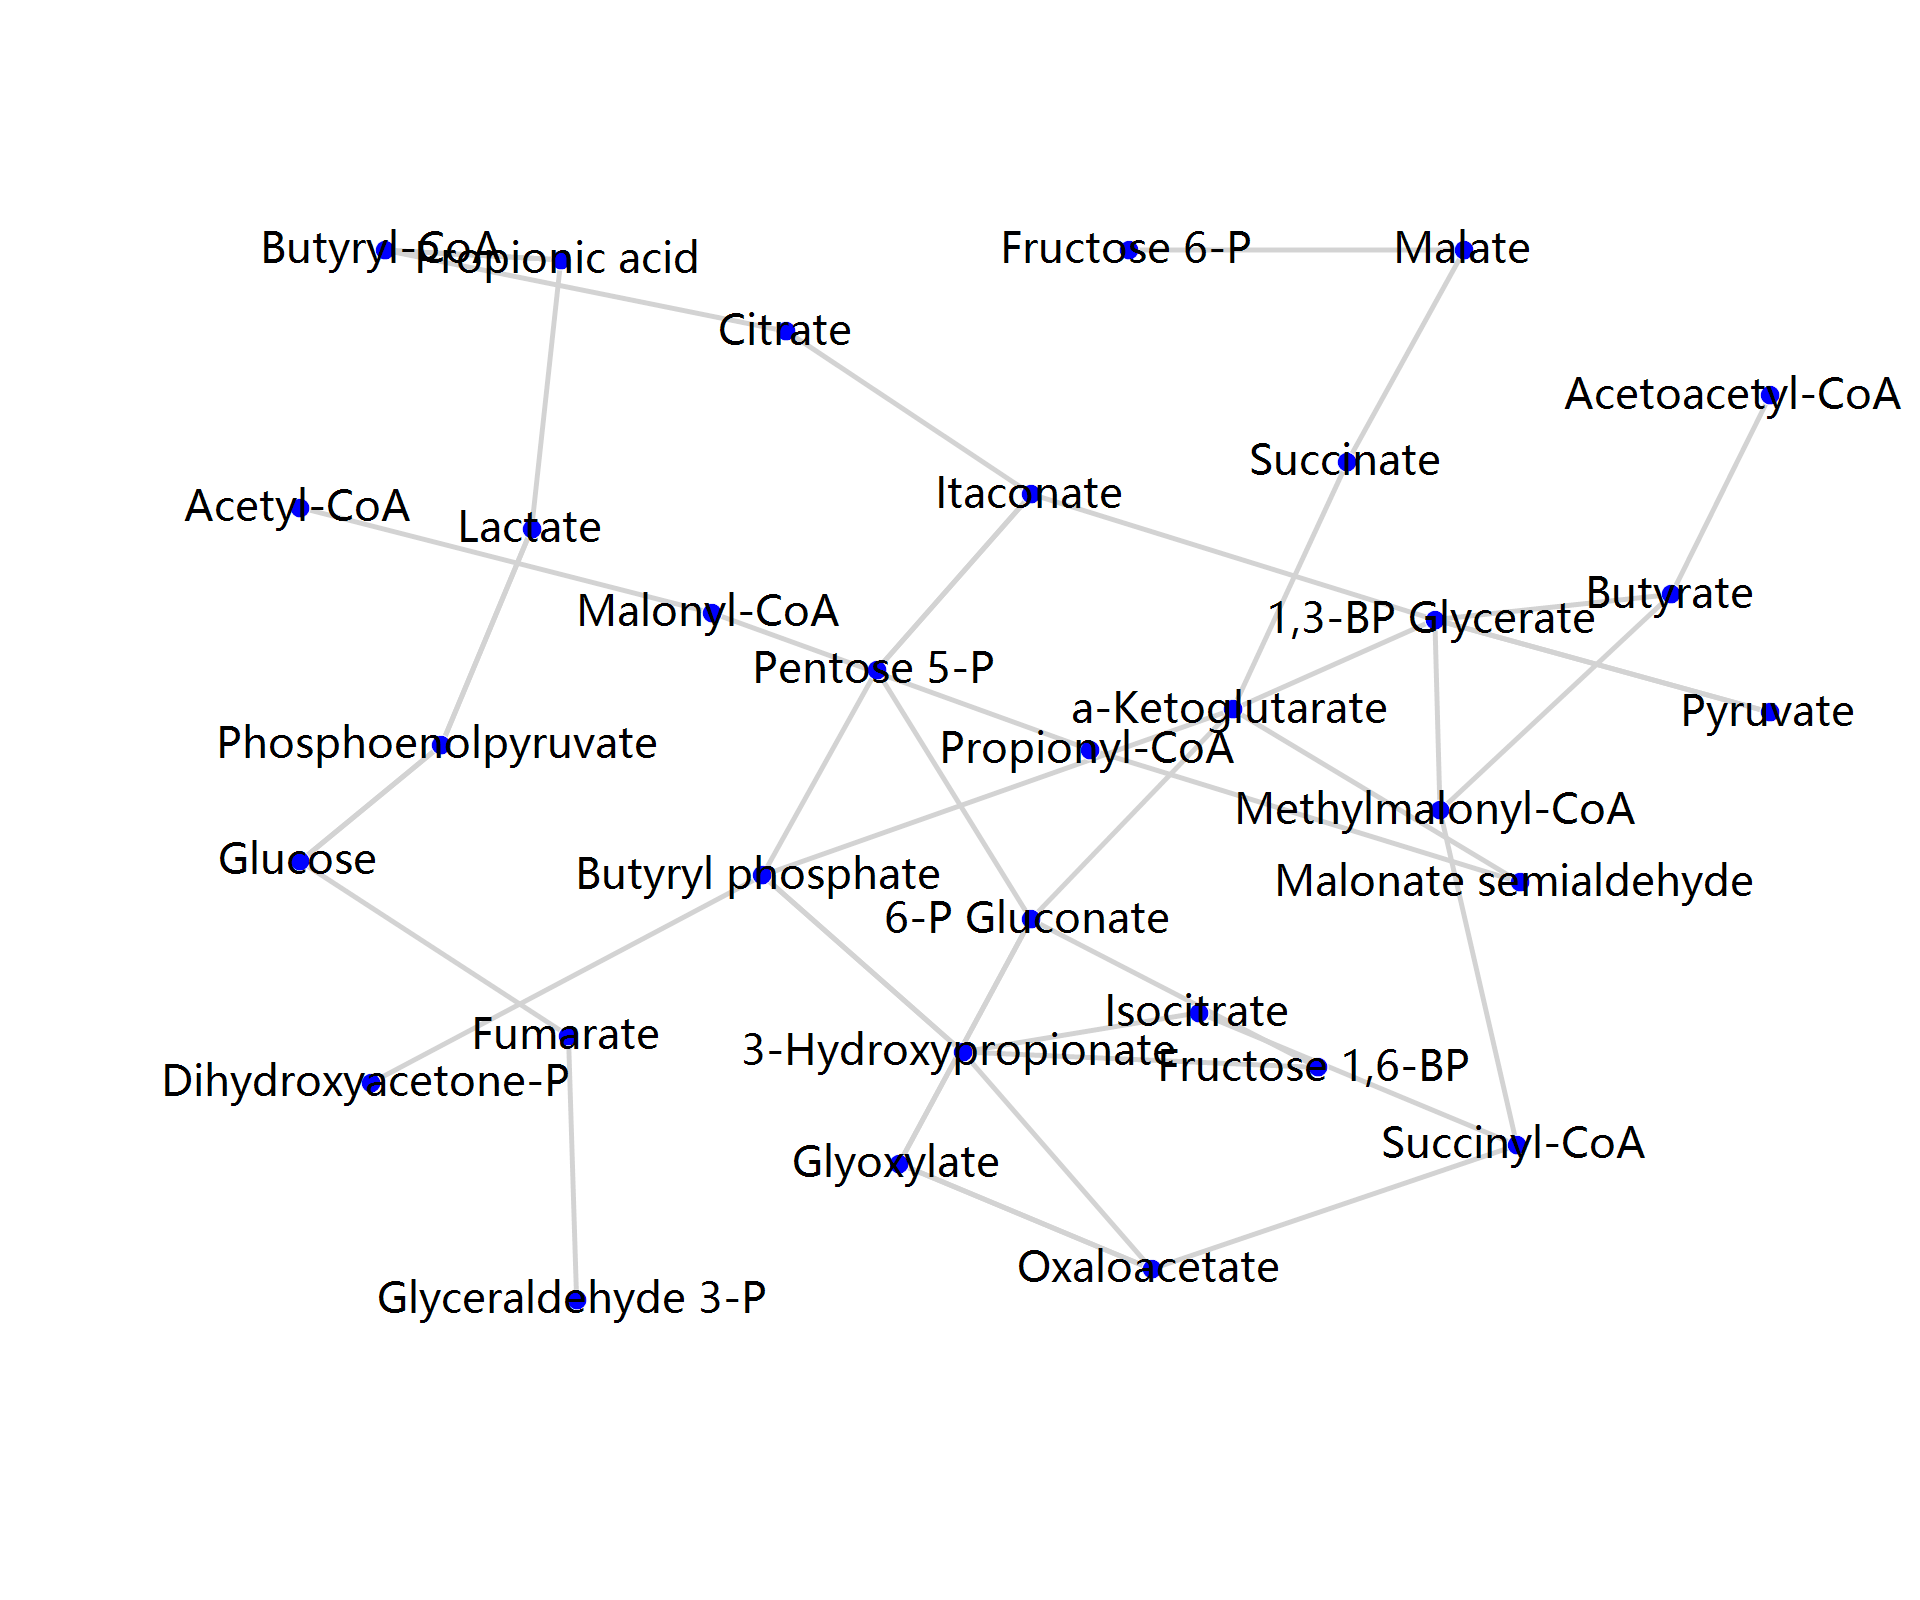 Butyryl-CoA
Propionic acid
Fructose 6-P
Malate
Citrate
Acetoacetyl-CoA
Succinate
Itaconate
Acetyl-CoA
Lactate
Butyrate
Malonyl-CoA
1,3-BP Glycerate
Pentose 5-P
a-Ketoglutarate
Pyruvate
Phosphoenolpyruvate
Propionyl-CoA
Methylmalonyl-CoA
Glucose
Butyryl phosphate
Malonate semialdehyde
6-P Gluconate
Isocitrate
Fumarate
3-Hydroxypropionate
Fructose 1,6-BP
Dihydroxyacetone-P
Succinyl-CoA
Glyoxylate
Oxaloacetate
Glyceraldehyde 3-P